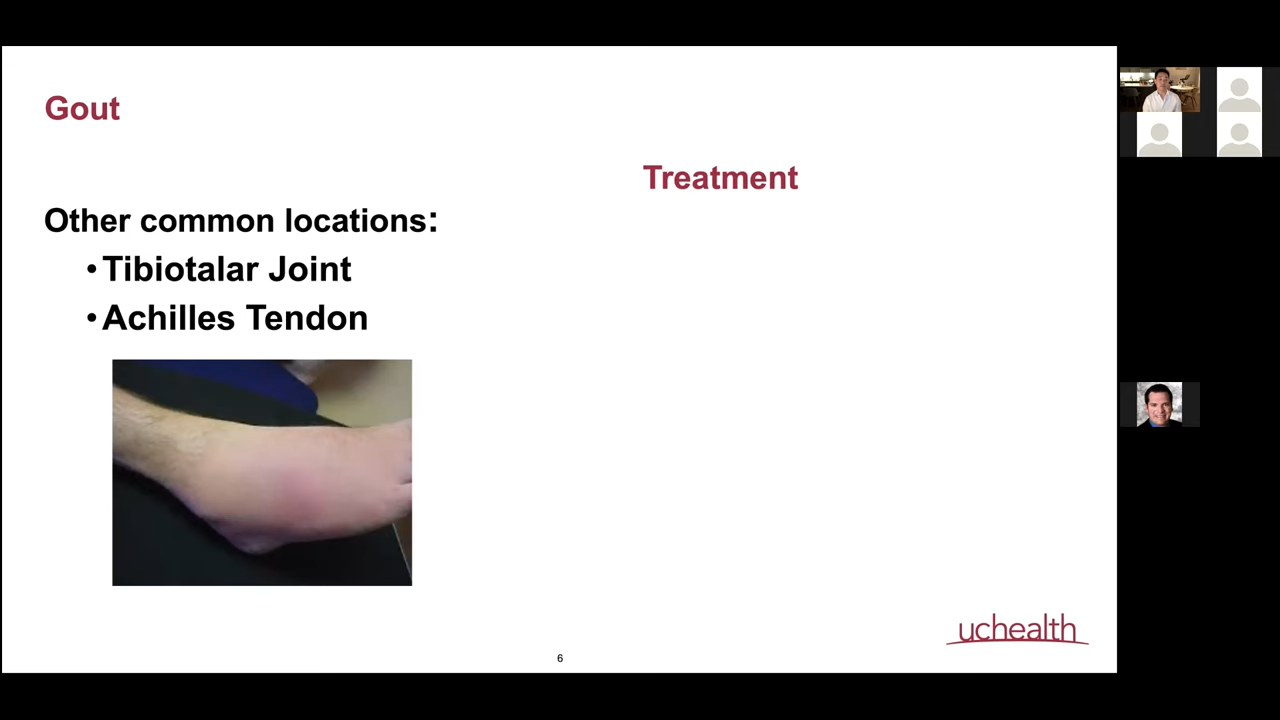 Gout
Other common locations:
• Tibiotalar Joint
• Achilles Tendon
Treatment
uchealth
6